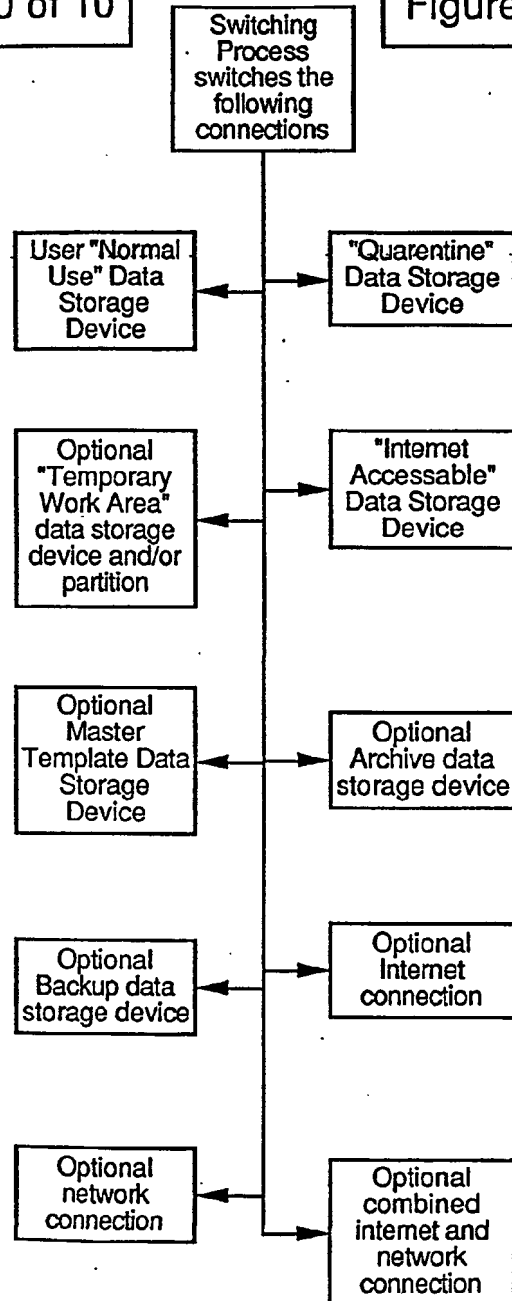 0 of 10
Figure
Switching
Process
switches the
following
connections
User "Normal
Use" Data
Storage
Device
"Quarentine"
Data Storage
Device
Optional
"Temporary
Work Area"
data storage
device and/or
partition
"Internet
Accessable"
Data Storage
Device
Optional
Master
Template Data
Storage
Device
Optional
Archive data
storage device
Optional
Backup data
storage device
Optional
Internet
connection
Optional
network
connection
Optional
combined
internet and
network
connection